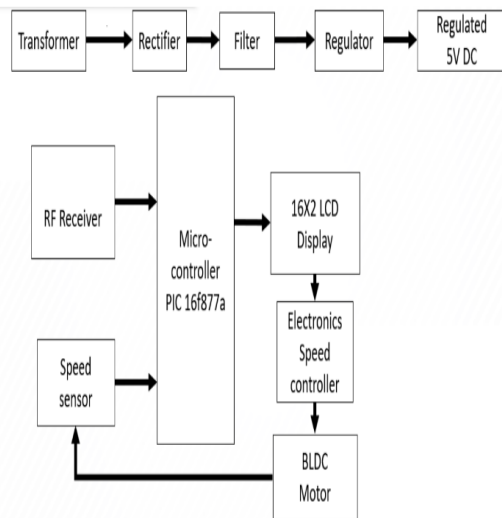 Transformer
Rectifier
Filter
Regulator
Regulated
5V DC
RF Receiver
Micro-
controller
PIC 16f877a
16X2 LCD
Display
Electronics
Speed
controller
Speed
sensor
BLDC
Motor